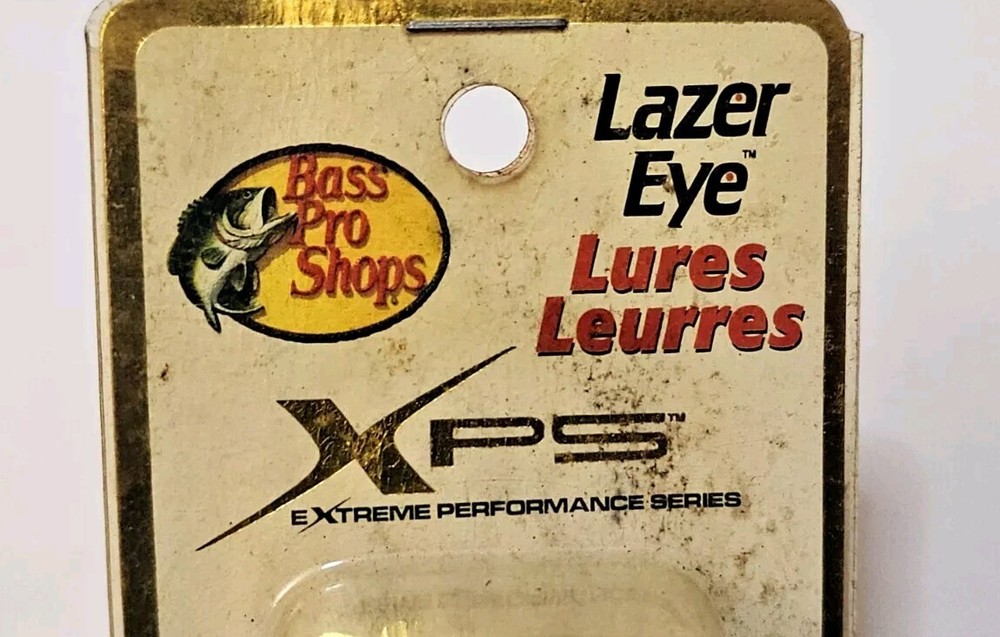 Bass
Pro
Shops
Lazer
Eye™
Lures
Leurres
XPS™
EXTREME PERFORMANCE SERIES